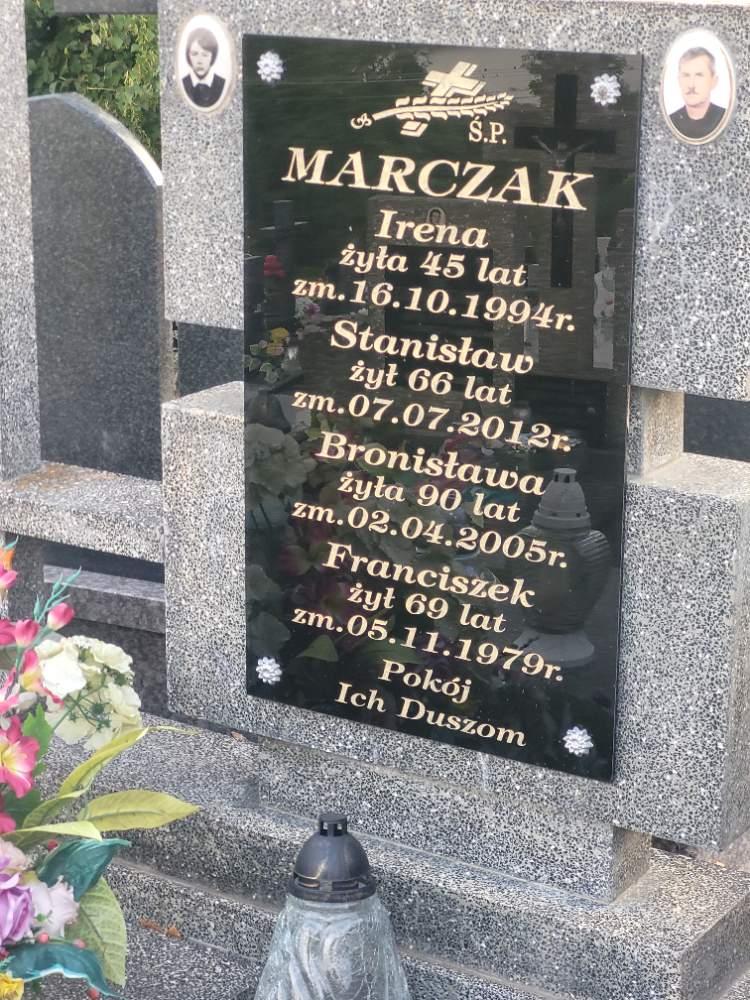 Ś.P.
MARCZAK
Irena
żyła 45 lat
zm.16.10.1994r.
Stanisław
żył 66 lat
zm.07.07.2012r.
Bronisława
żyła 90 lat
zm.02.04.2005r.
Franciszek
żył 69 lat
zm.05.11.1979r.
Pokój
Ich Duszom